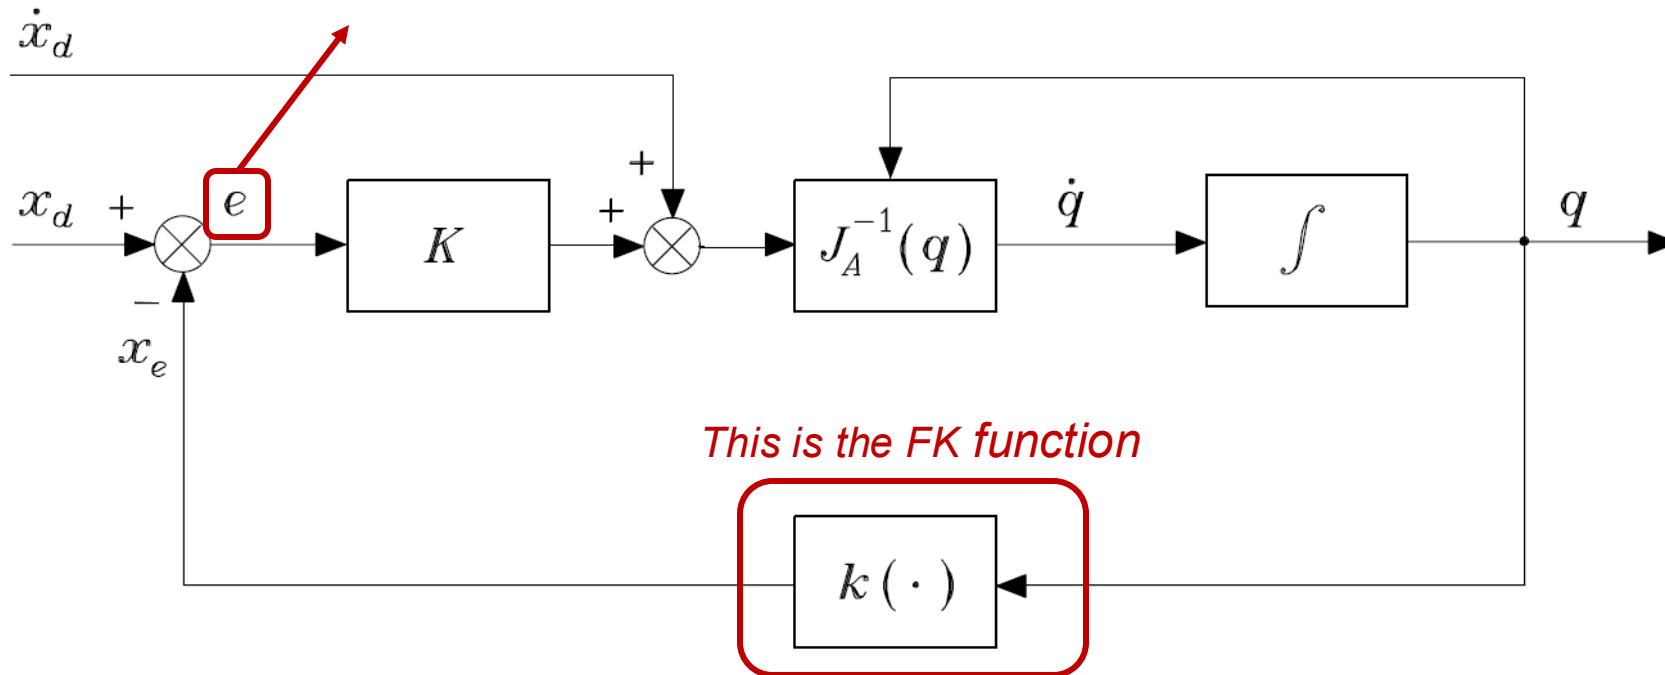 ẋ_d
x_d + e K + + J_A^{-1}(q) q̇ ∫ q
−
x_e
This is the FK function
k(·)